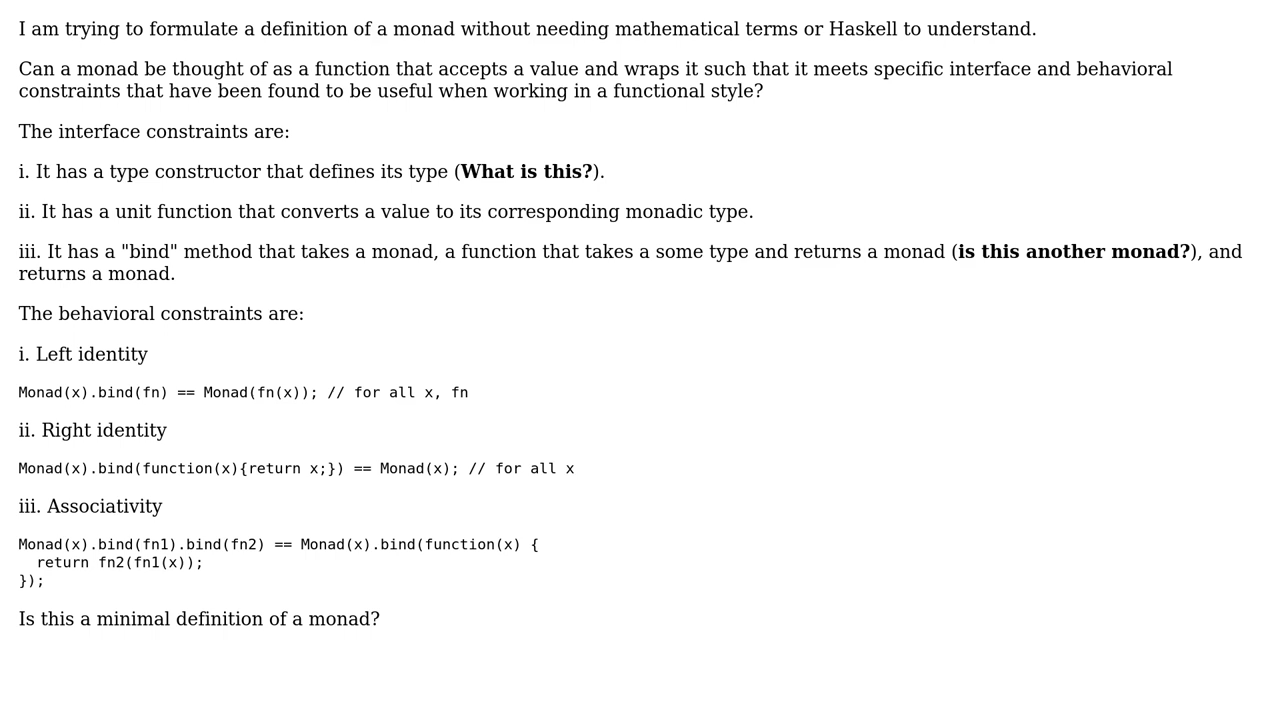 I am trying to formulate a definition of a monad without needing mathematical terms or Haskell to understand.
Can a monad be thought of as a function that accepts a value and wraps it such that it meets specific interface and behavioral
constraints that have been found to be useful when working in a functional style?
The interface constraints are:
i. It has a type constructor that defines its type (What is this?).
ii. It has a unit function that converts a value to its corresponding monadic type.
iii. It has a "bind" method that takes a monad, a function that takes a some type and returns a monad (is this another monad?), and
returns a monad.
The behavioral constraints are:
i. Left identity
Monad(x).bind(fn) == Monad(fn(x)); // for all x, fn
ii. Right identity
Monad(x).bind(function(x){return x;}) == Monad(x); // for all x
iii. Associativity
Monad(x).bind(fn1).bind(fn2) == Monad(x).bind(function(x) {
  return fn2(fn1(x));
});
Is this a minimal definition of a monad?